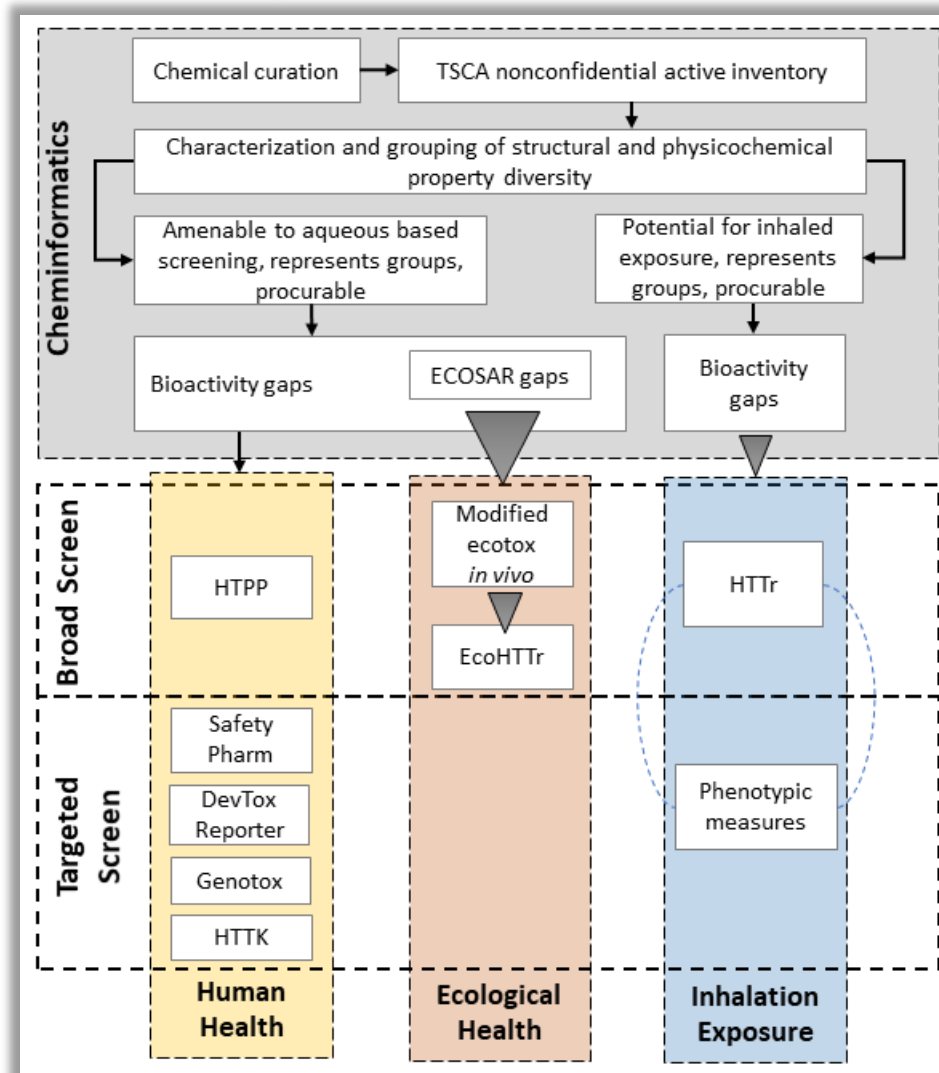 Cheminformatics
Chemical curation
TSCA nonconfidential active inventory
Characterization and grouping of structural and physicochemical
property diversity
Amenable to aqueous based
screening, represents groups,
procurable
Potential for inhaled
exposure, represents
groups, procurable
Bioactivity gaps
ECOSAR gaps
Bioactivity
gaps
Broad Screen
HTPP
Modified
ecotox
in vivo
EcoHTTr
HTTr
Targeted
Screen
Safety
Pharm
DevTox
Reporter
Genotox
HTTK
Phenotypic
measures
Human
Health
Ecological
Health
Inhalation
Exposure